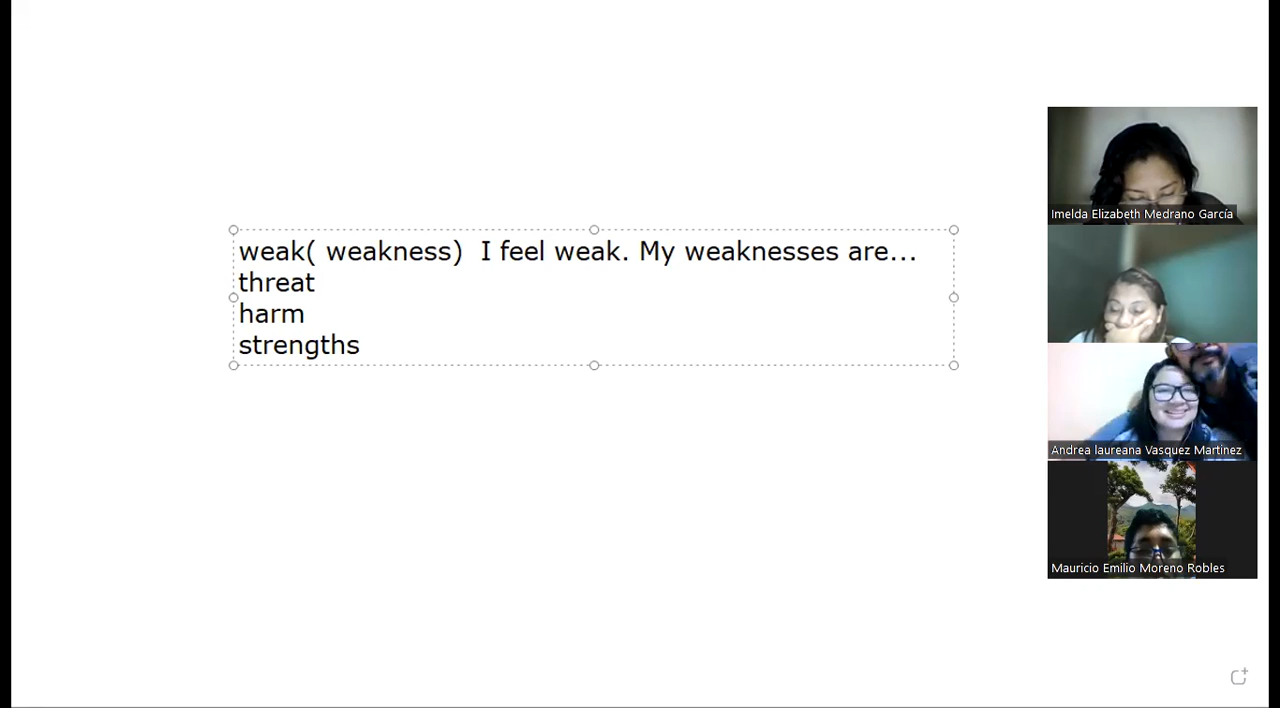 weak( weakness)  I feel weak. My weaknesses are...
threat
harm
strengths
Imelda Elizabeth Medrano García
Andrea laureana Vasquez Martinez
Mauricio Emilio Moreno Robles